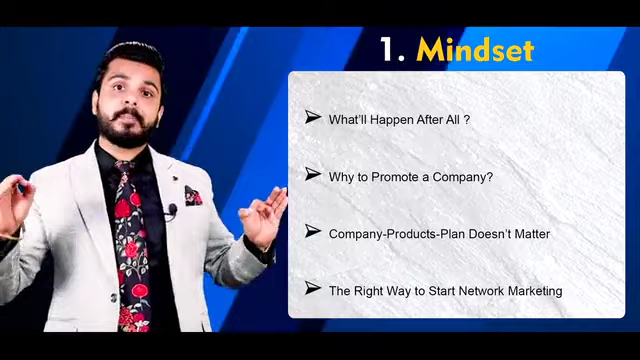 1. Mindset
➢ What'll Happen After All ?
➢ Why to Promote a Company?
➢ Company-Products-Plan Doesn't Matter
➢ The Right Way to Start Network Marketing